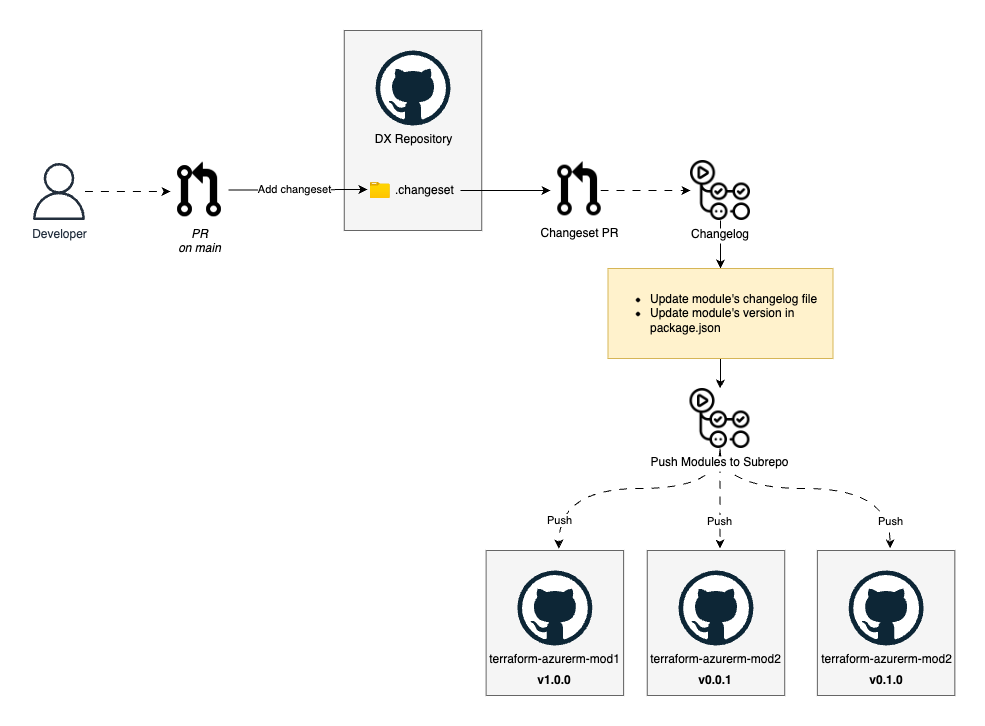 DX Repository
Add changeset
.changeset
Developer
PR
on main
Changeset PR
Changelog
Update module's changelog file
Update module's version in
package.json
Push Modules to Subrepo
Push
Push
Push
terraform-azurerm-mod1
v1.0.0
terraform-azurerm-mod2
v0.0.1
terraform-azurerm-mod2
v0.1.0